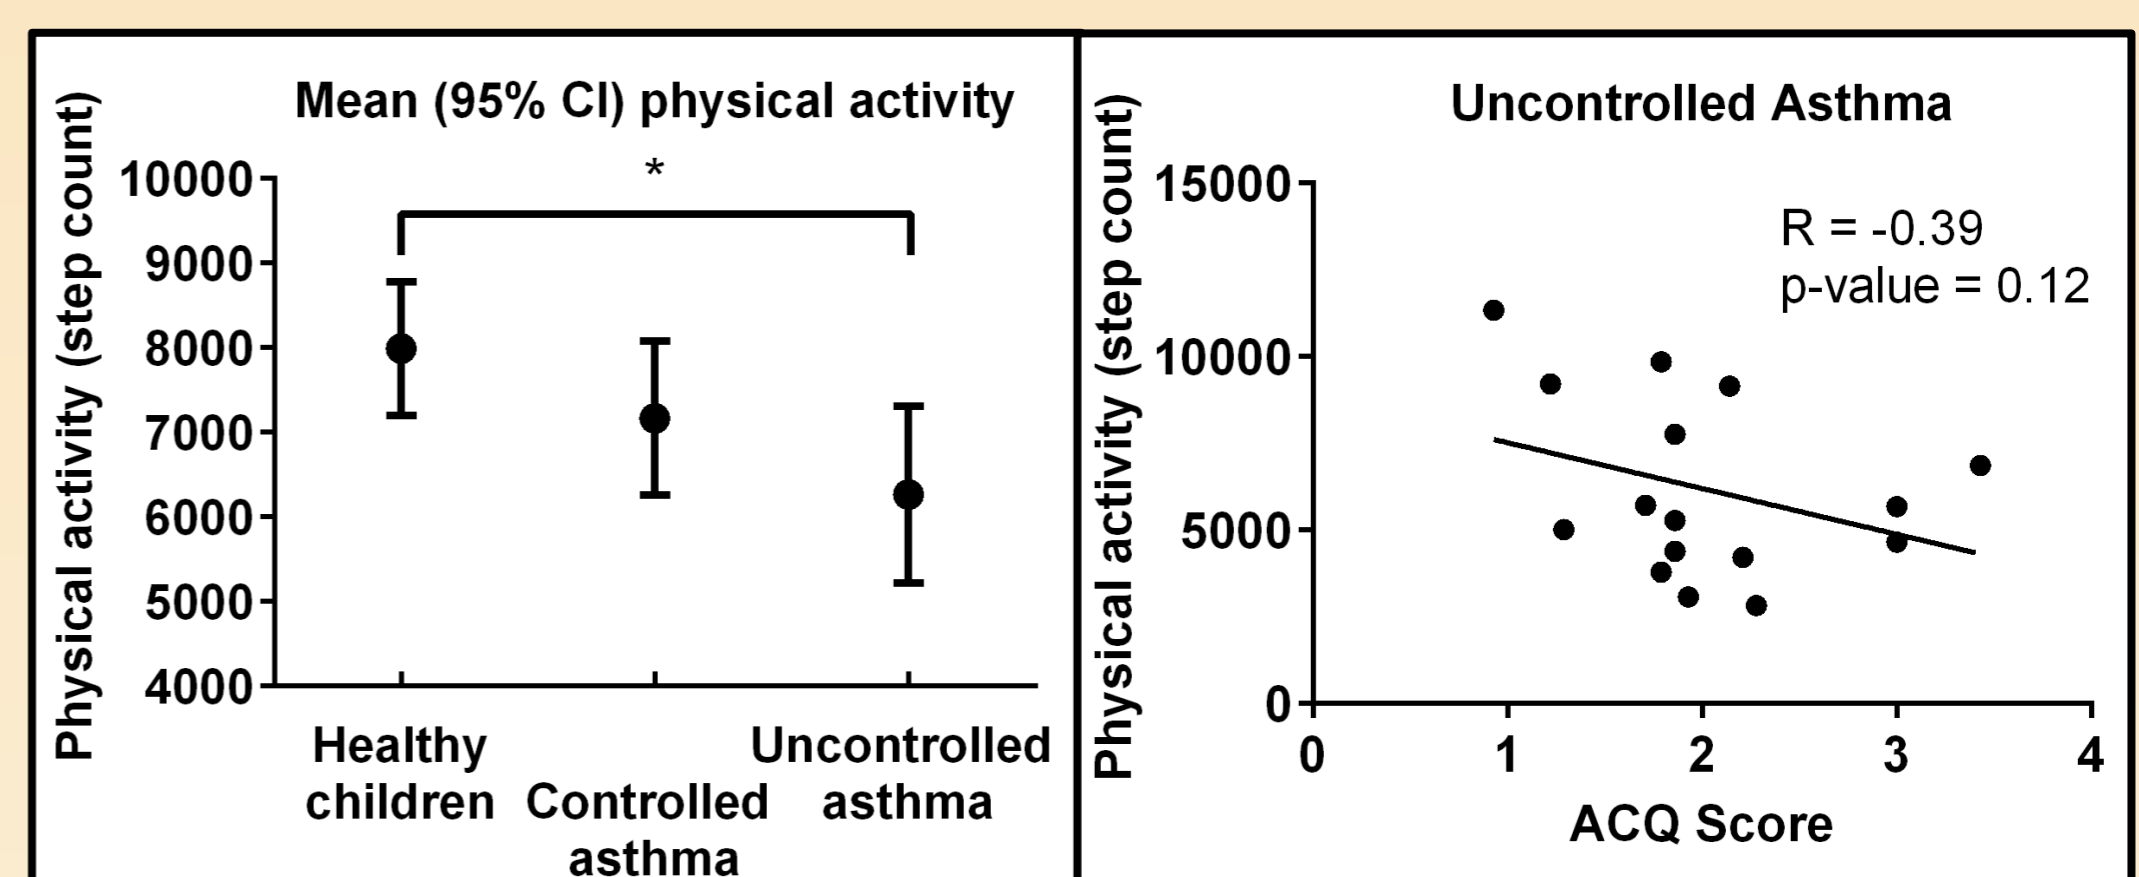 Mean (95% CI) physical activity
*
Physical activity (step count)
10000
9000
8000
7000
6000
5000
4000
Healthy
children
Controlled
asthma
Uncontrolled
asthma
Uncontrolled Asthma
R = -0.39
p-value = 0.12
Physical activity (step count)
15000
10000
5000
0
0 1 2 3 4
ACQ Score